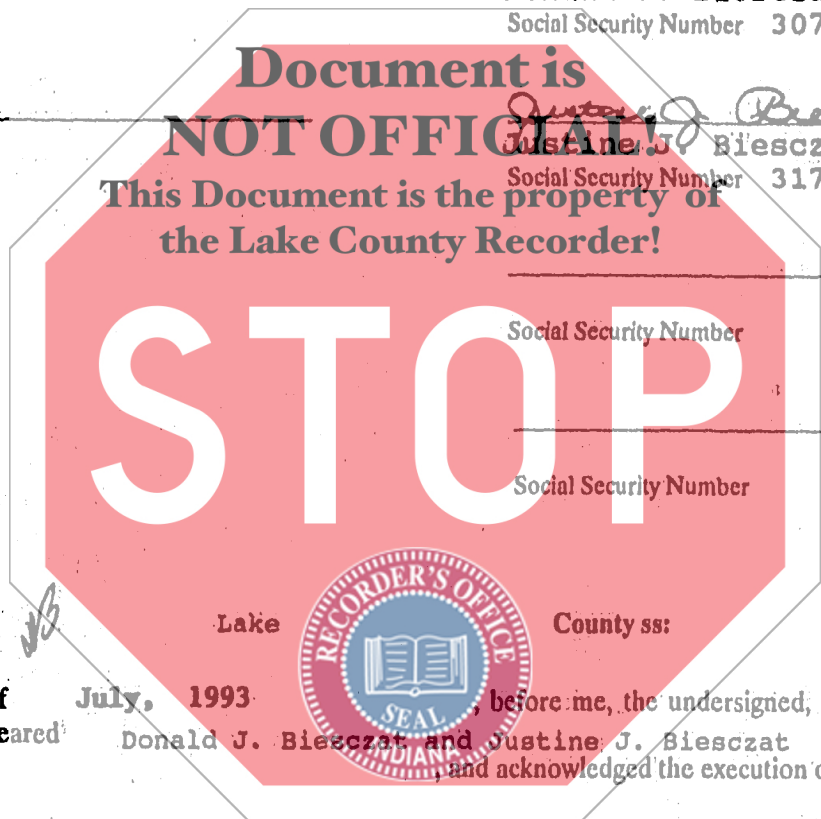 Social Security Number 307
Document is
NOT OFFICIAL!
Justine J. Biescz
This Document is the property of
Social Security Number 317
the Lake County Recorder!
Social Security Number
STOP
Social Security Number
RECORDER'S OFFICE
SEAL
INDIANA
Lake County ss:
f July, 1993 , before me, the undersigned,
eared Donald J. Biesczat and Justine J. Biesczat
, and acknowledged the execution o